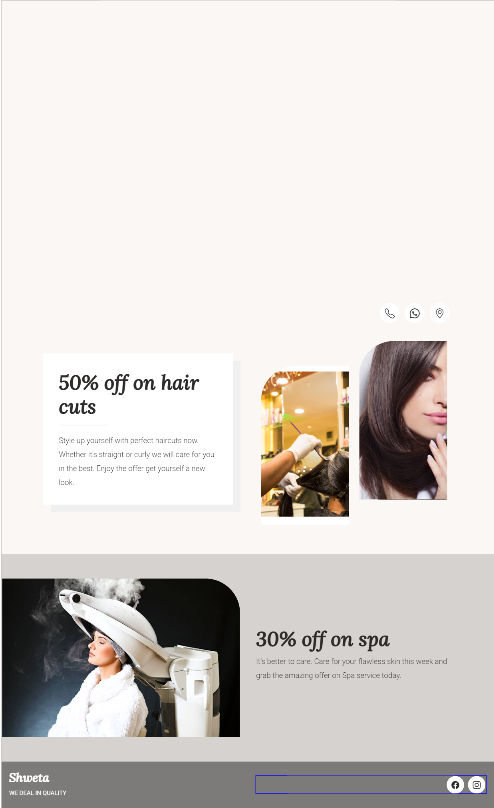 50% off on hair
cuts
Style up yourself with perfect haircuts now.
Whether it's straight or curly we will care for you
in the best. Enjoy the offer get yourself a new
look.
30% off on spa
It's better to care. Care for your flawless skin this week and
grab the amazing offer on Spa service today.
Shweta
WE DEAL IN QUALITY